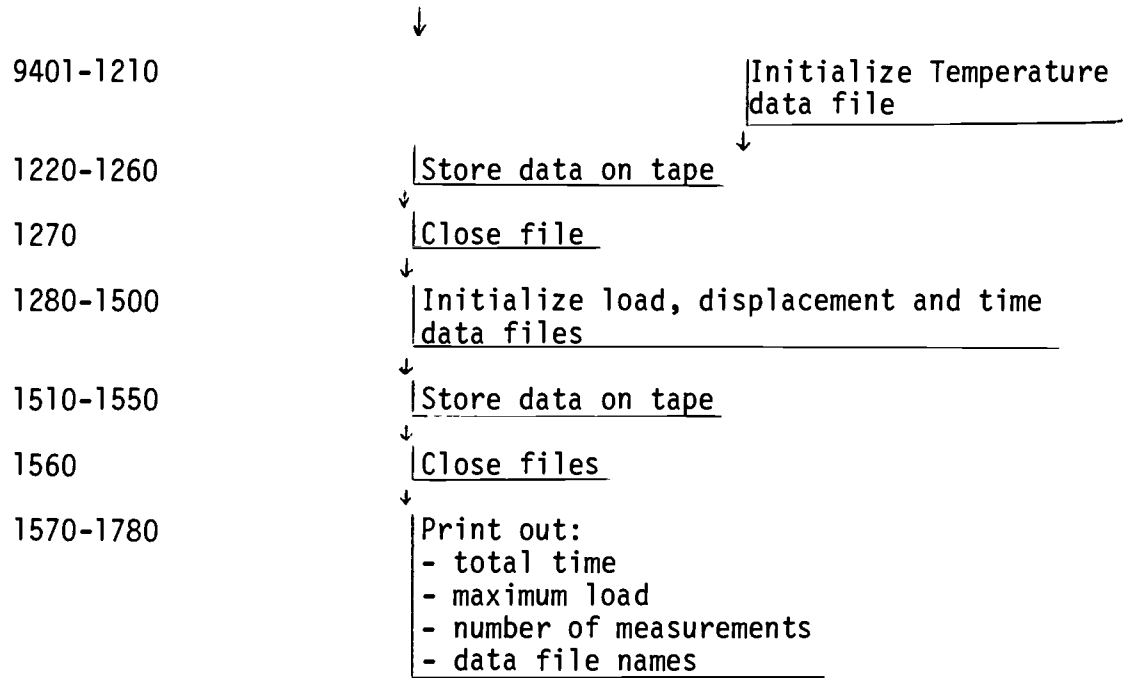 9401-1210 Initialize Temperature
data file
1220-1260 Store data on tape
1270 Close file
1280-1500 Initialize load, displacement and time
data files
1510-1550 Store data on tape
1560 Close files
1570-1780 Print out:
- total time
- maximum load
- number of measurements
- data file names